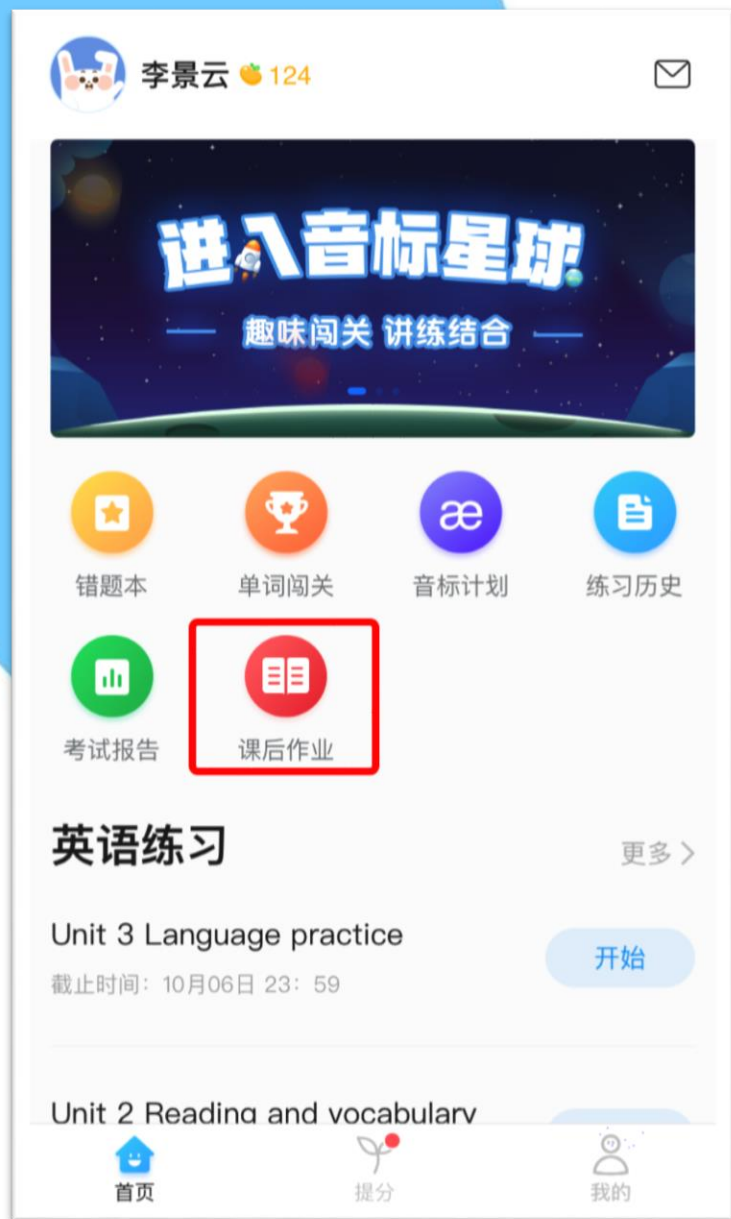 李景云 124
进入音标星球
趣味闯关 讲练结合
错题本 单词闯关 æ 音标计划 练习历史
考试报告 课后作业
英语练习 更多
Unit 3 Language practice
开始
截止时间：10月06日 23：59
Unit 2 Reading and vocabulary
首页 提分 我的